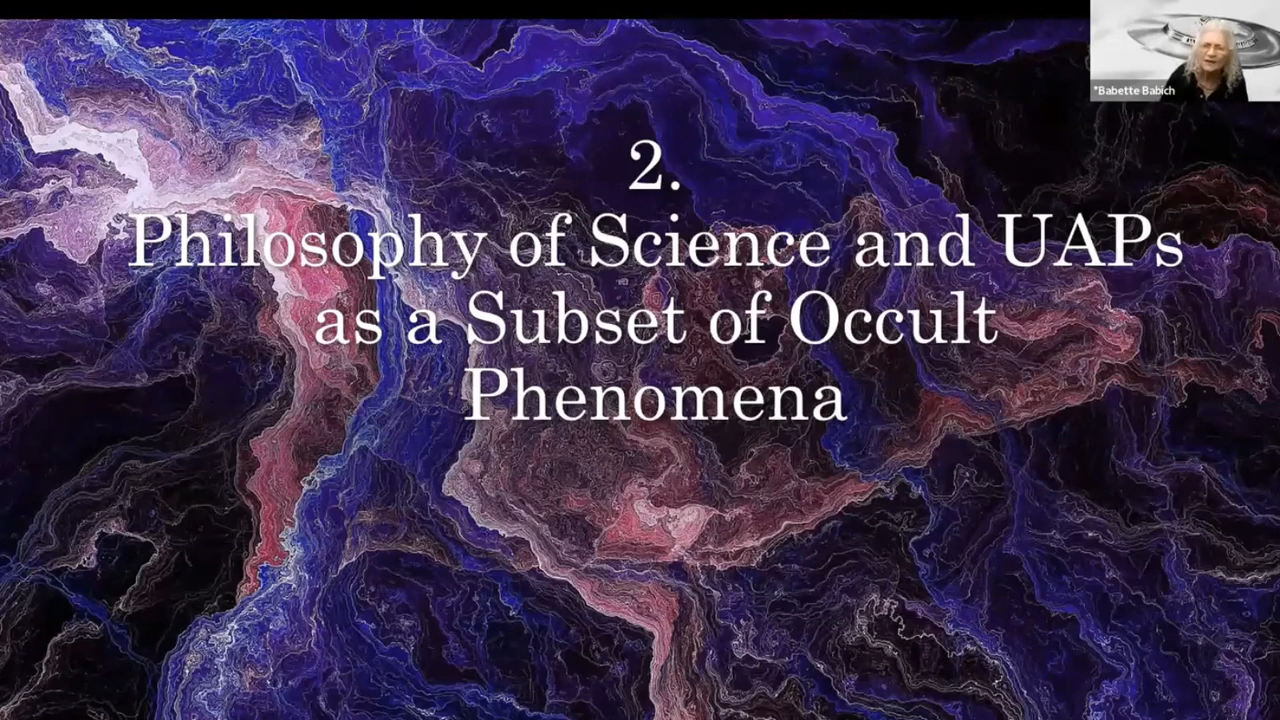 *Babette Babich
2.
Philosophy of Science and UAPs
as a Subset of Occult
Phenomena